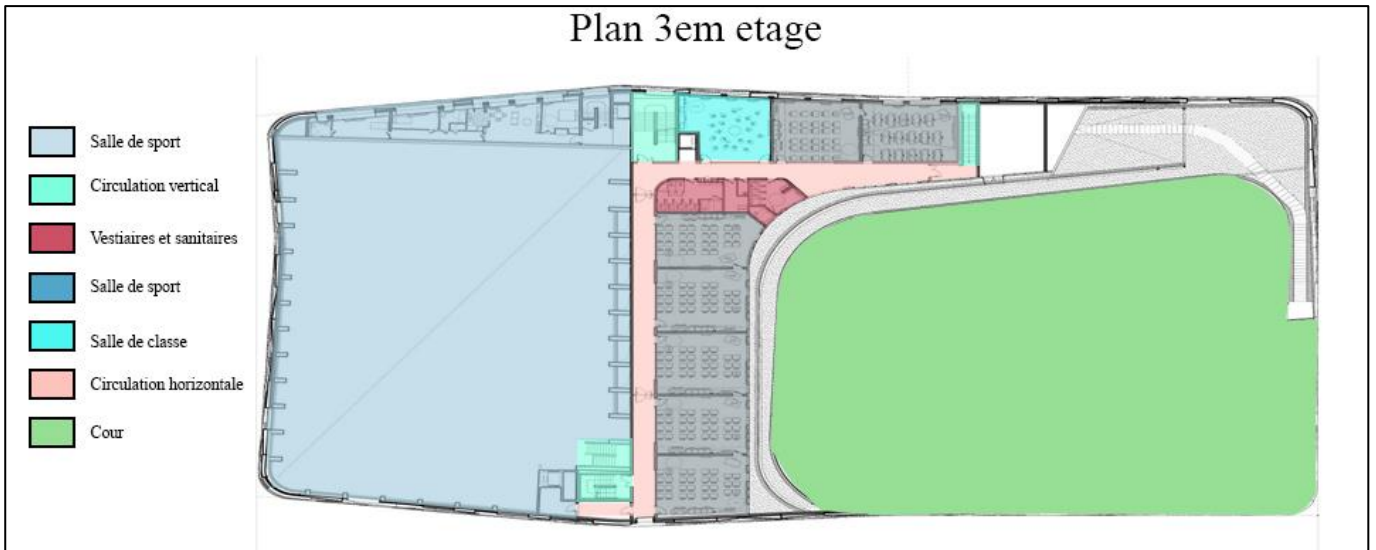 Plan 3em etage
Salle de sport
Circulation vertical
Vestiaires et sanitaires
Salle de sport
Salle de classe
Circulation horizontale
Cour